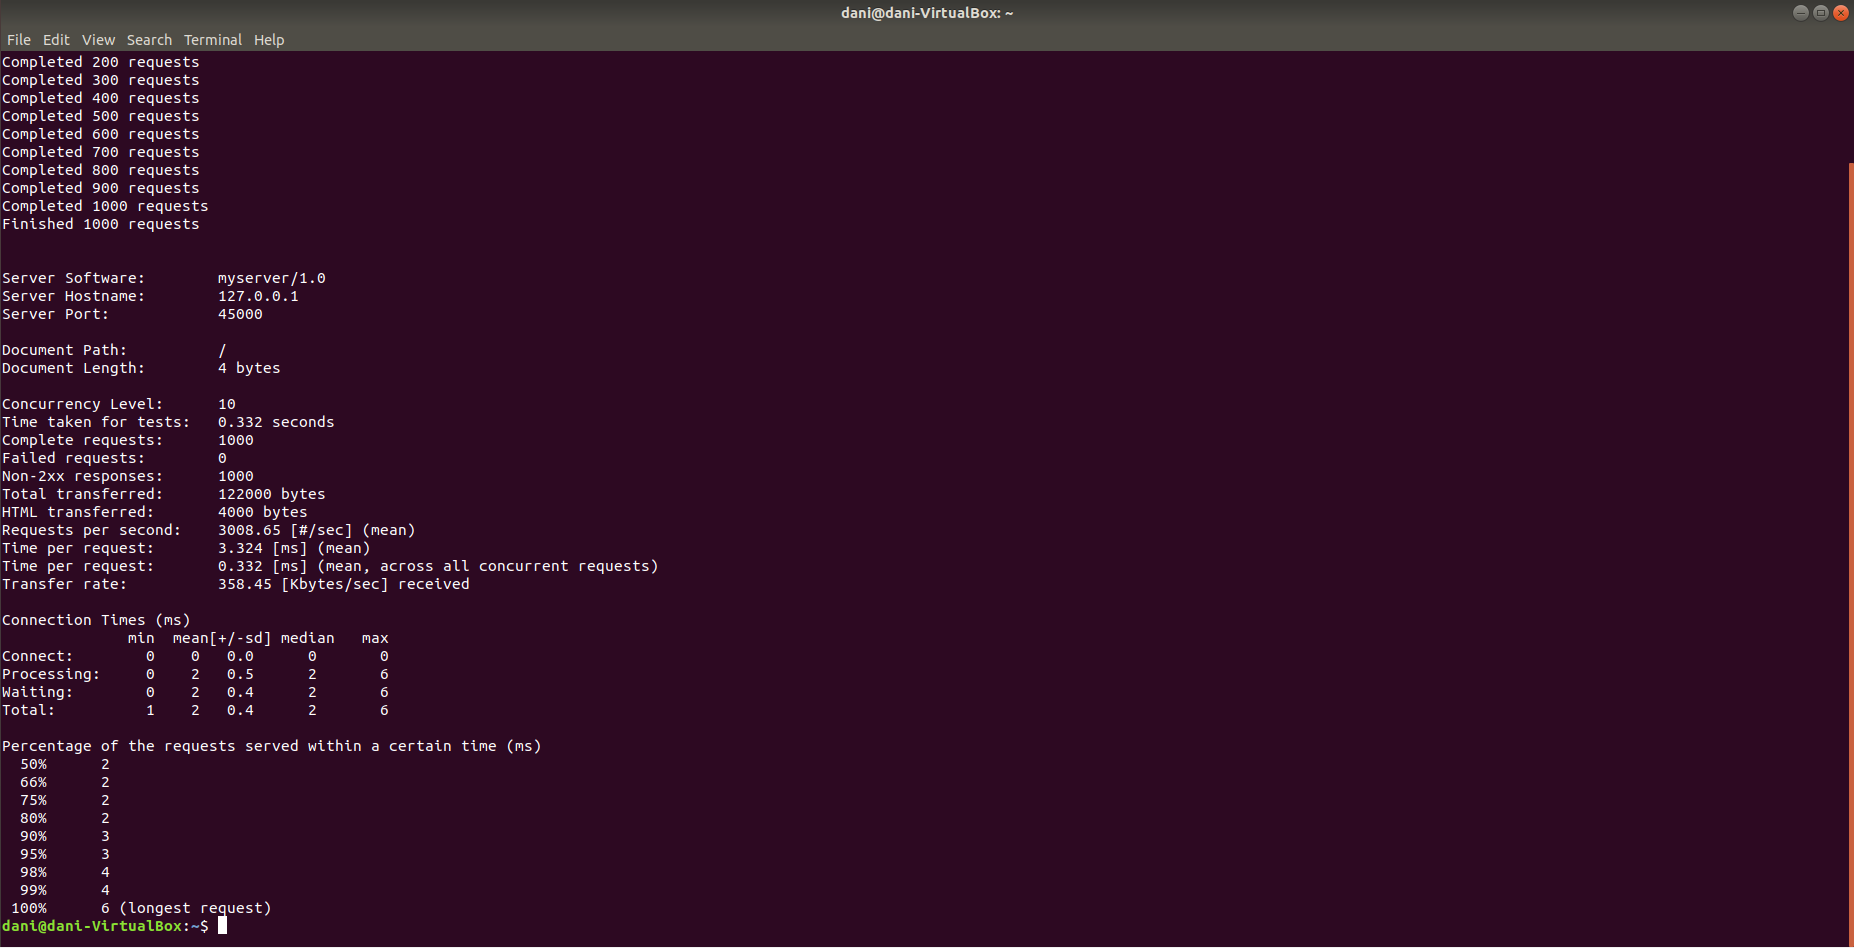 dani@dani-VirtualBox: ~
File Edit View Search Terminal Help
Completed 200 requests
Completed 300 requests
Completed 400 requests
Completed 500 requests
Completed 600 requests
Completed 700 requests
Completed 800 requests
Completed 900 requests
Completed 1000 requests
Finished 1000 requests
Server Software:        myserver/1.0
Server Hostname:        127.0.0.1
Server Port:            45000
Document Path:          /
Document Length:        4 bytes
Concurrency Level:      10
Time taken for tests:   0.332 seconds
Complete requests:      1000
Failed requests:        0
Non-2xx responses:      1000
Total transferred:      122000 bytes
HTML transferred:       4000 bytes
Requests per second:    3008.65 [#/sec] (mean)
Time per request:       3.324 [ms] (mean)
Time per request:       0.332 [ms] (mean, across all concurrent requests)
Transfer rate:          358.45 [Kbytes/sec] received
Connection Times (ms)
              min  mean[+/-sd] median   max
Connect:        0    0   0.0      0       0
Processing:     0    2   0.5      2       6
Waiting:        0    2   0.4      2       6
Total:          1    2   0.4      2       6
Percentage of the requests served within a certain time (ms)
  50%      2
  66%      2
  75%      2
  80%      2
  90%      3
  95%      3
  98%      4
  99%      4
 100%      6 (longest request)
dani@dani-VirtualBox:~$